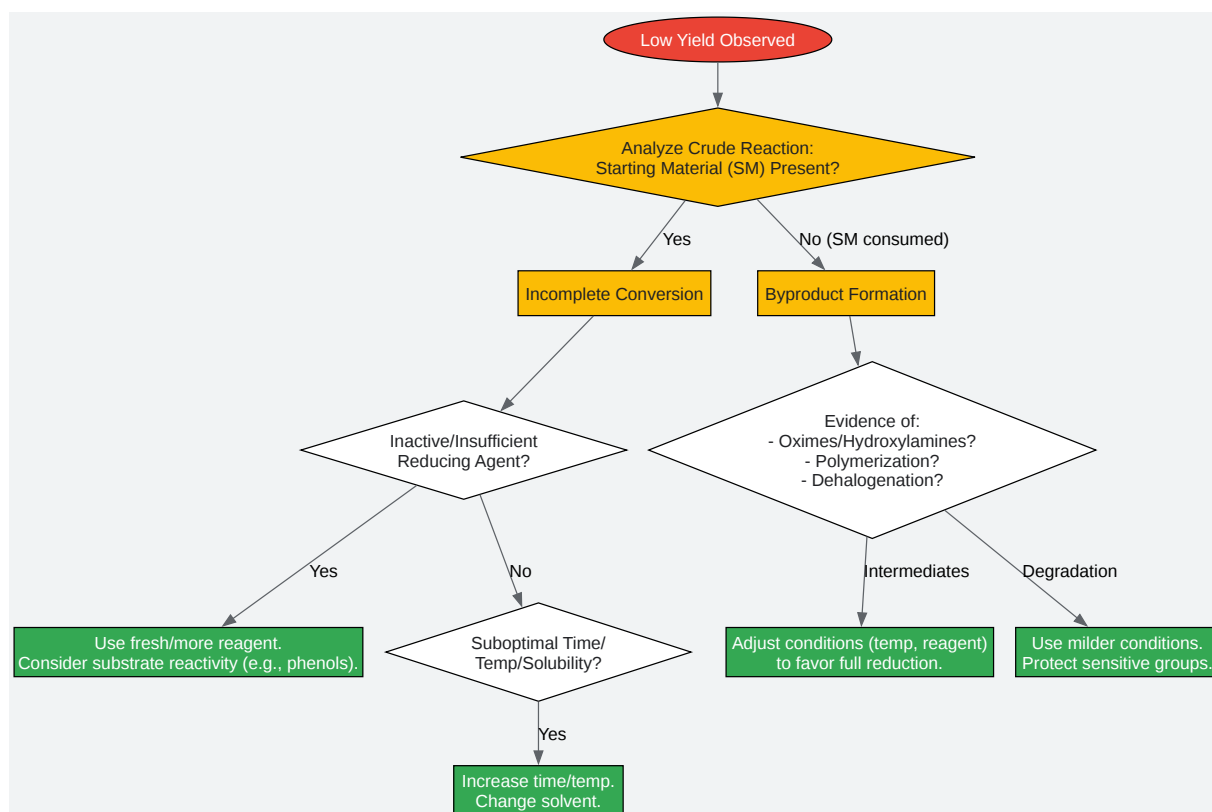 Low Yield Observed
Analyze Crude Reaction:
Starting Material (SM) Present?
Yes
No (SM consumed)
Incomplete Conversion
Byproduct Formation
Inactive/Insufficient
Reducing Agent?
Evidence of:
- Oximes/Hydroxylamines?
- Polymerization?
- Dehalogenation?
Yes
No
Intermediates
Degradation
Use fresh/more reagent.
Consider substrate reactivity (e.g., phenols).
Suboptimal Time/
Temp/Solubility?
Adjust conditions (temp, reagent)
to favor full reduction.
Use milder conditions.
Protect sensitive groups.
Yes
Increase time/temp.
Change solvent.